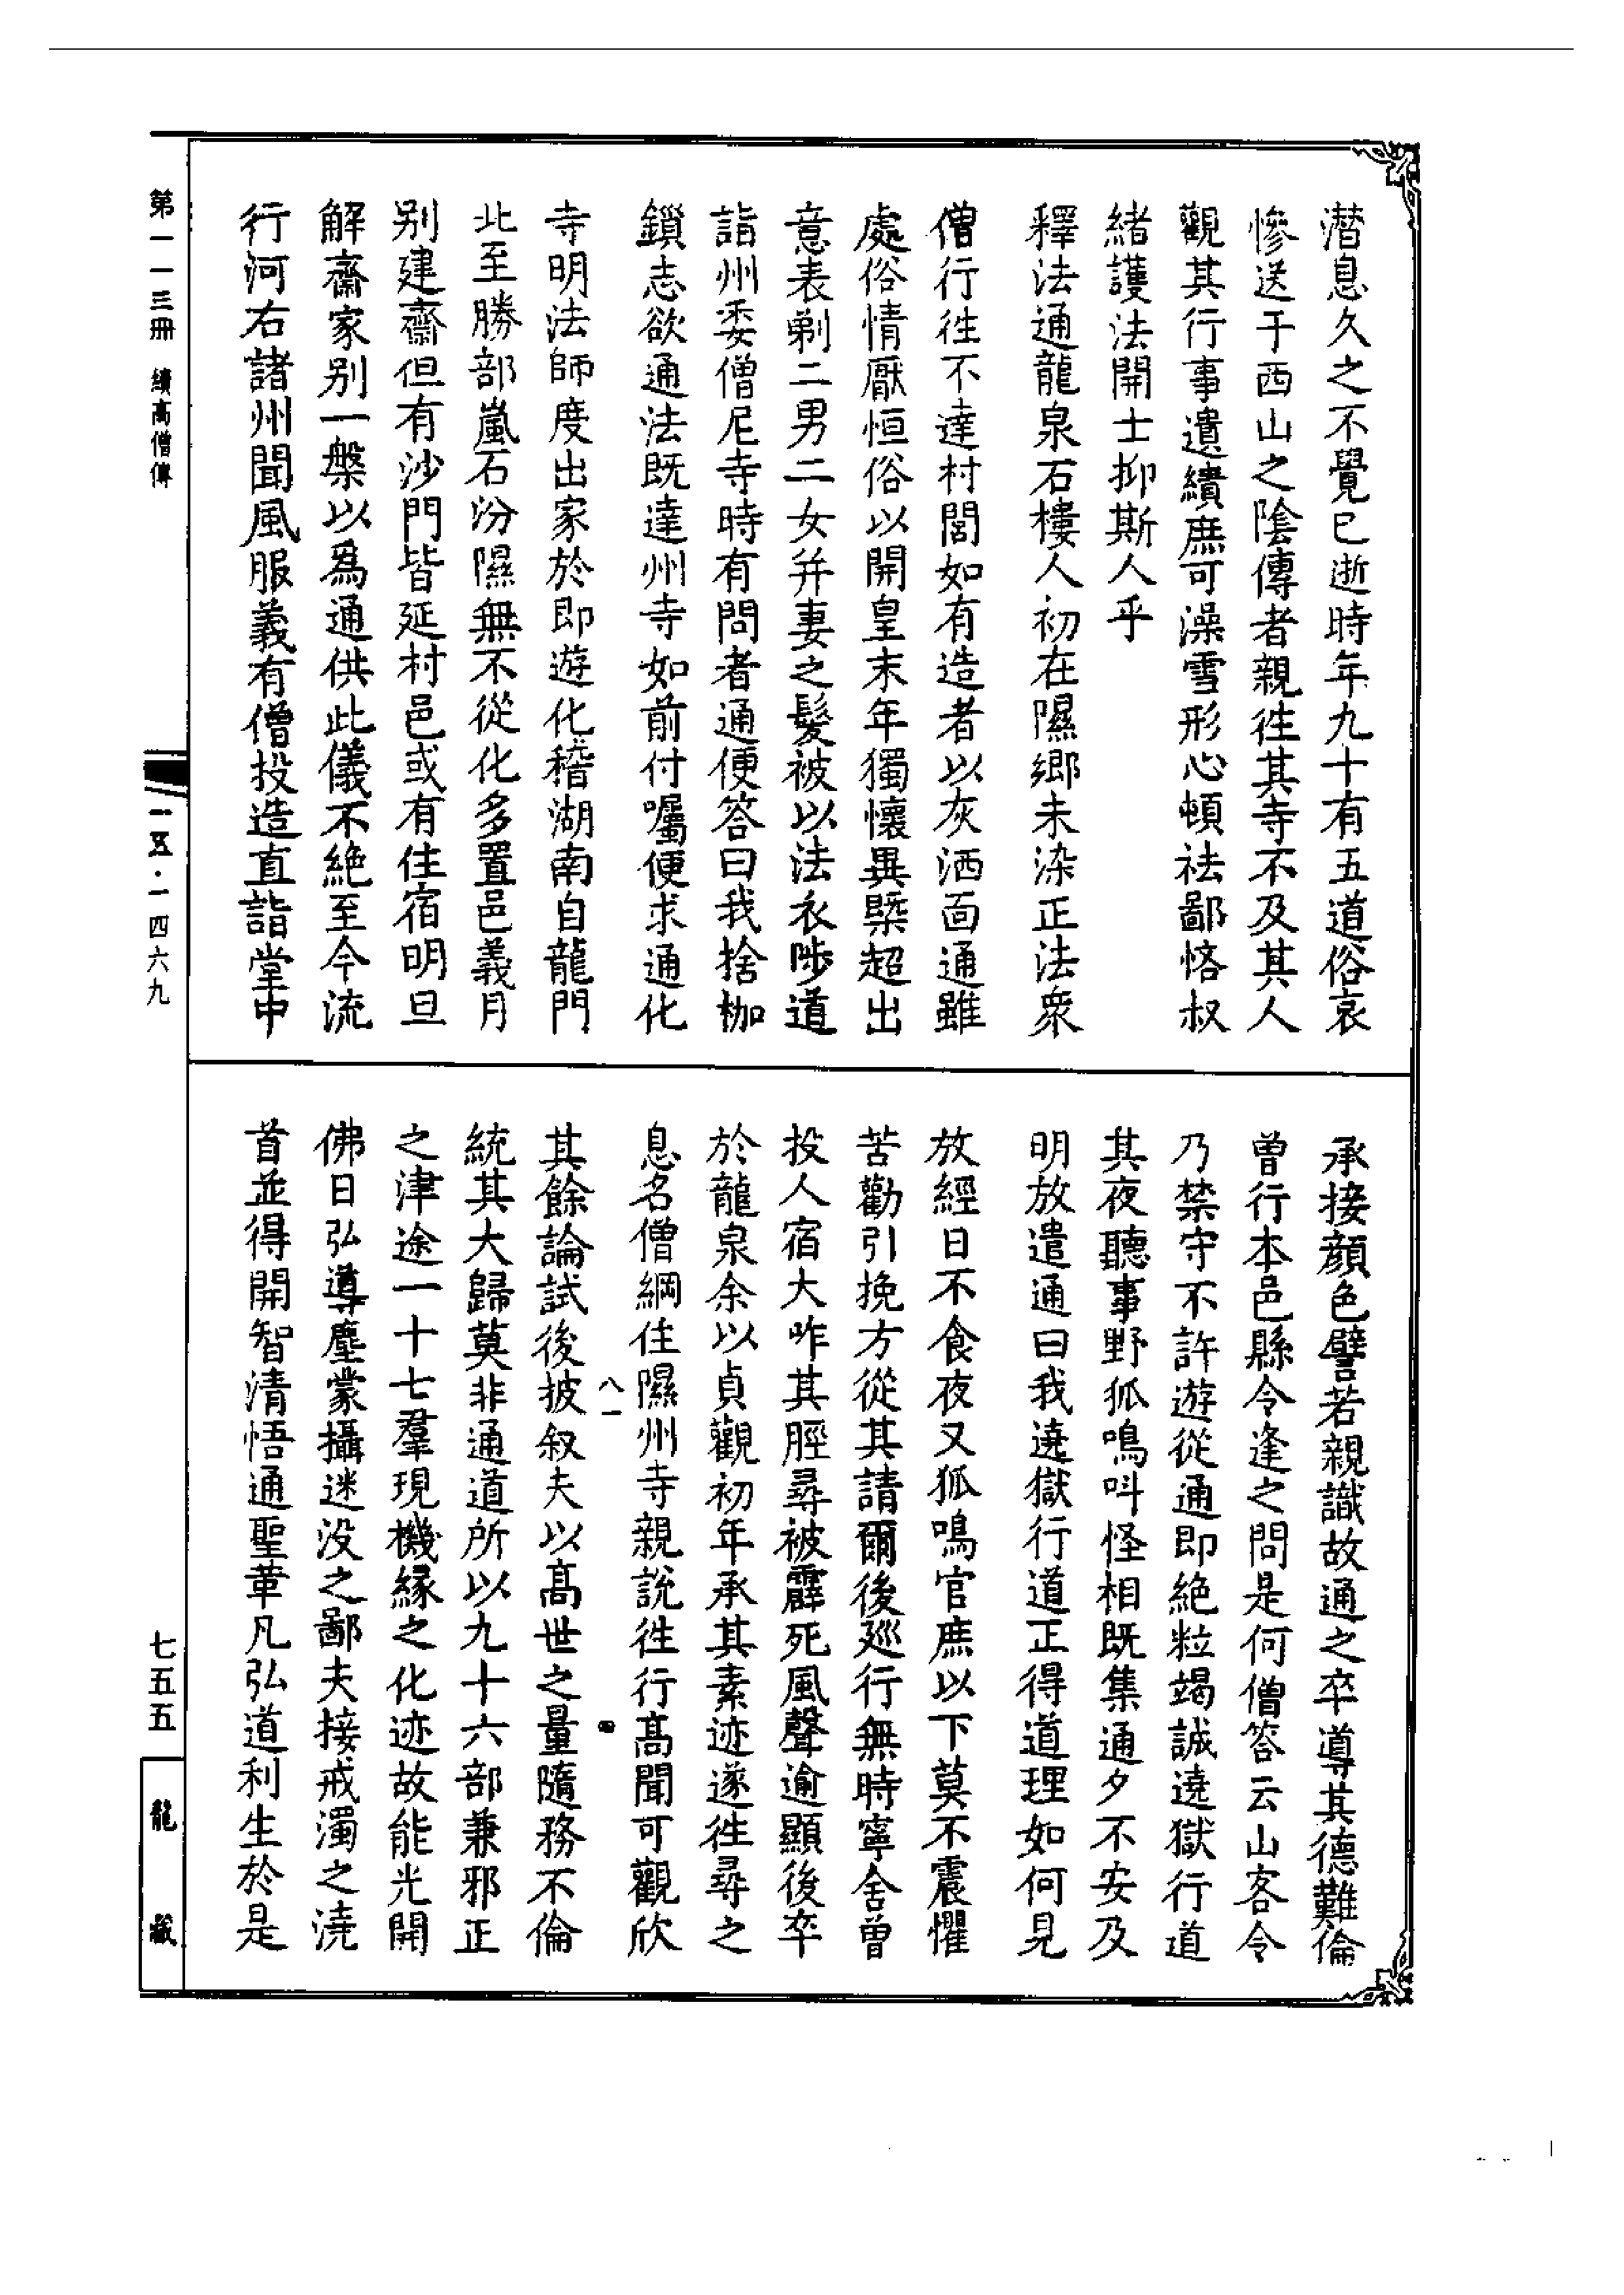 潛息久之不覺已逝時年九十有五道俗哀
慘送于西山之陰傳者親徃其寺不及其人
觀其行事遺繢庶可澡雪形心頓祛鄙悋叔
緒護法開士抑斯人乎
釋法通龍泉石樓人初在隰鄉未染正法衆
僧行徃不達村閭如有造者以灰洒面通雖
處俗情厭恒俗以開皇末年獨懷異槩超出
意表剃二男二女并妻之髮被以法衣陟道
詣州委僧尼寺時有問者通便答曰我捨枷
鎖志欲通法既達州寺如前付囑便求通化
寺明法師度出家於即遊化稽湖南自龍門
北至勝部嵐石汾隰無不從化多置邑義月
别建齋但有沙門皆延村邑或有住宿明旦
解齋家别一槃以爲通供此儀不絶至今流
行河右諸州聞風服義有僧投造直詣堂中
承接顔色譬若親識故通之卒導其德難倫
曾行本邑縣令逢之問是何僧答云山客令
乃禁守不許遊從通即絶粒竭誠遶獄行道
其夜聽事野狐鳴呌怪相既集通夕不安及
明放遣通曰我遶獄行道正得道理如何見
放經日不食夜又狐鳴官庶以下莫不震懼
苦勸引挽方從其請爾後廵行無時寧舍曾
投人宿犬咋其脛尋被霹死風聲逾顯後卒
於龍泉余以貞觀初年承其素迹遂徃尋之
息名僧綱住隰州寺親説徃行髙聞可觀欣
其餘論試後披叙夫以髙世之量隨務不倫
統其大歸莫非通道所以九十六部兼邪正
之津途一十七羣現機緣之化迹故能光開
佛日弘導塵蒙攝迷没之鄙夫接戒濁之澆
首並得開智清悟通聖革凡弘道利生於是
八一
四
第一一三冊 續高僧傳
一五·一四六九
七五五
龍藏